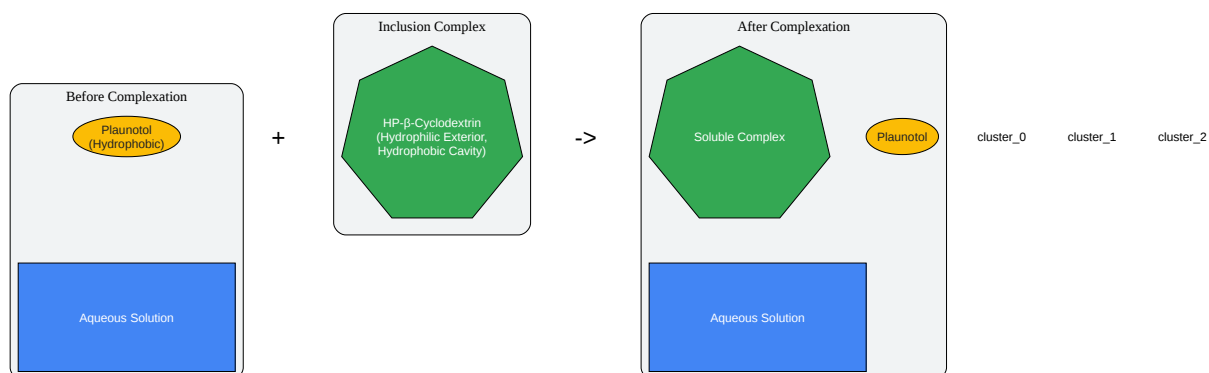 Inclusion Complex
After Complexation
Before Complexation
Plaunotol
(Hydrophobic)
+
HP-β-Cyclodextrin
(Hydrophilic Exterior,
Hydrophobic Cavity)
->
Soluble Complex
Plaunotol
cluster_0
cluster_1
cluster_2
Aqueous Solution
Aqueous Solution